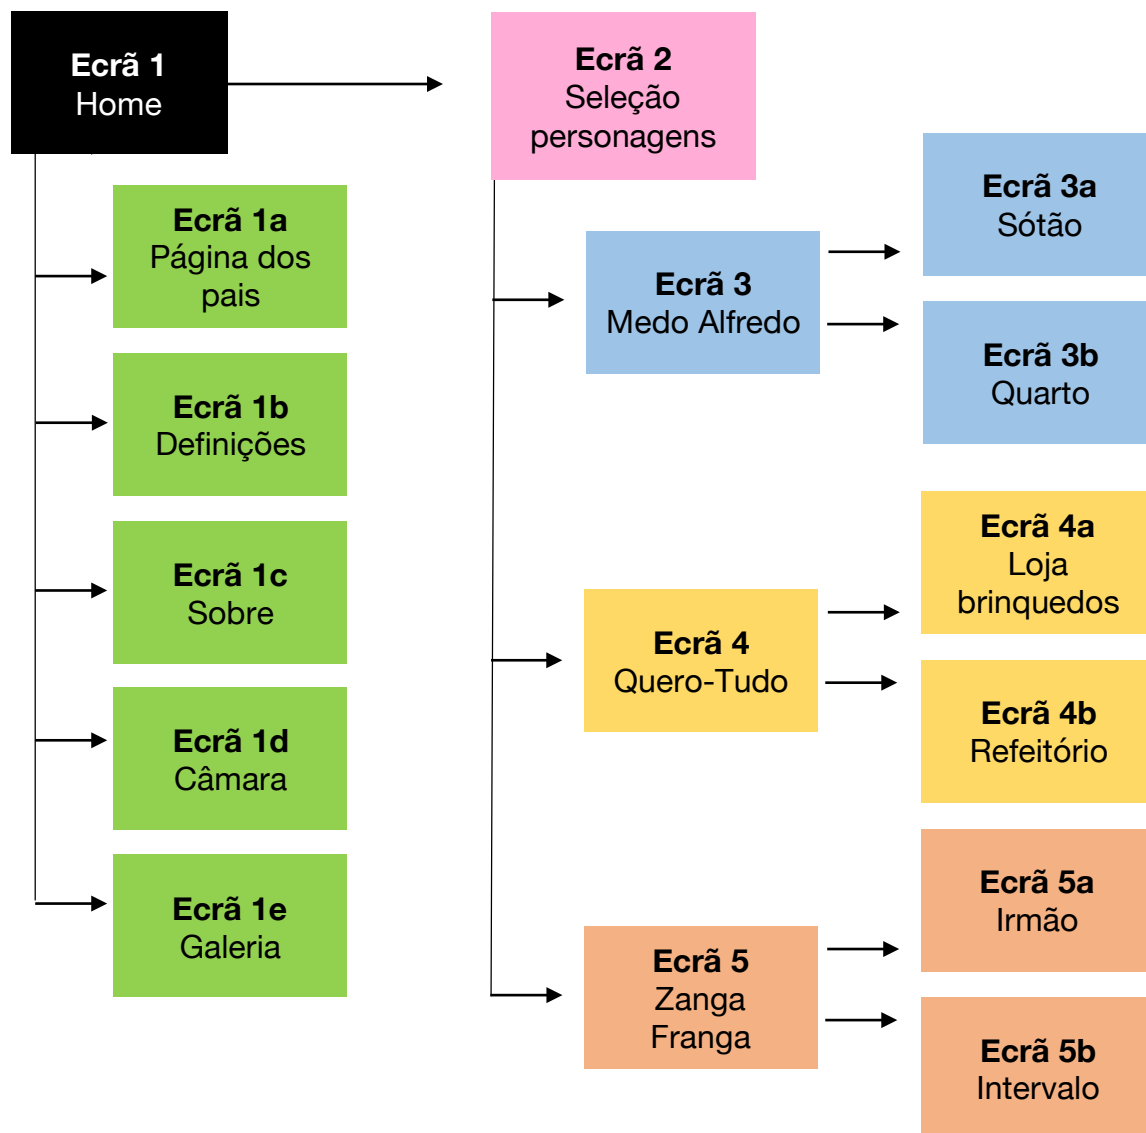 Ecrã 1
Home
Ecrã 1a
Página dos
pais
Ecrã 1b
Definições
Ecrã 1c
Sobre
Ecrã 1d
Câmara
Ecrã 1e
Galeria
Ecrã 2
Seleção
personagens
Ecrã 3
Medo Alfredo
Ecrã 3a
Sótão
Ecrã 3b
Quarto
Ecrã 4
Quero-Tudo
Ecrã 4a
Loja
brinquedos
Ecrã 4b
Refeitório
Ecrã 5
Zanga
Franga
Ecrã 5a
Irmão
Ecrã 5b
Intervalo